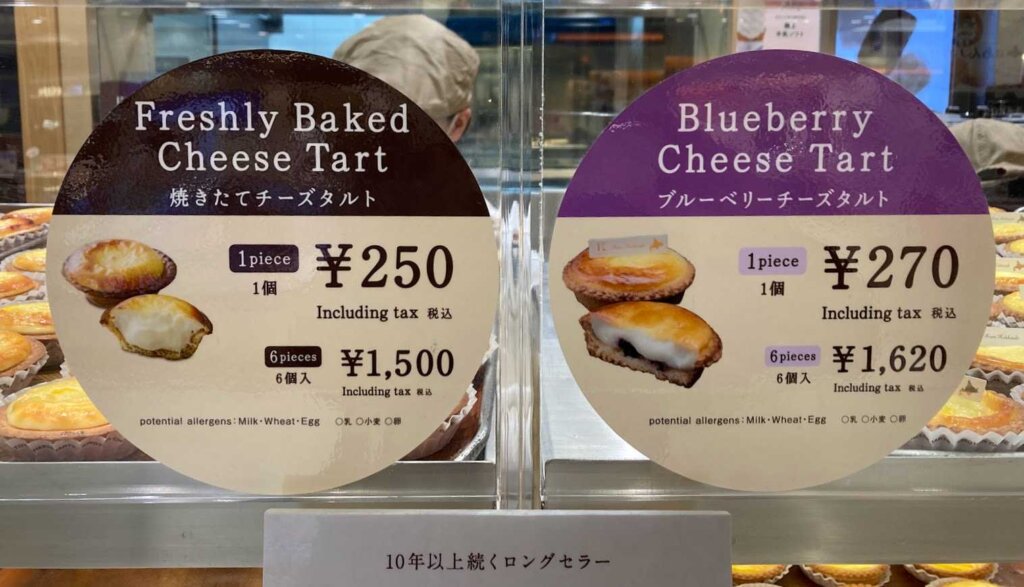 Freshly Baked
Cheese Tart
焼きたてチーズタルト
1piece
1個
¥250
Including tax 税込
6pieces
6個入
¥1,500
Including tax 税込
potential allergens：Milk・Wheat・Egg ○乳 ○小麦 ○卵
Blueberry
Cheese Tart
ブルーベリーチーズタルト
1piece
1個
¥270
Including tax 税込
6pieces
6個入
¥1,620
Including tax 税込
potential allergens：Milk・Wheat・Egg ○乳 ○小麦 ○卵
10年以上続くロングセラー